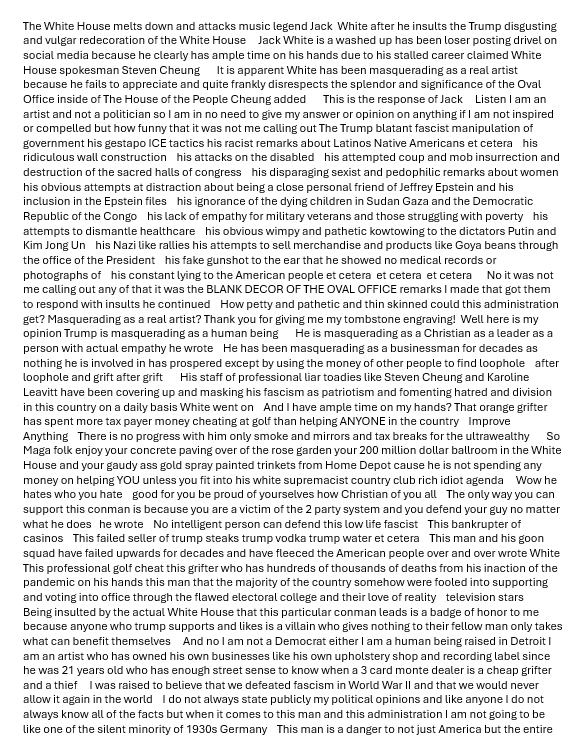 The White House melts down and attacks music legend Jack White after he insults the Trump disgusting
and vulgar redecoration of the White House Jack White is a washed up has been loser posting drivel on
social media because he clearly has ample time on his hands due to his stalled career claimed White
House spokesman Steven Cheung It is apparent White has been masquerading as a real artist
because he fails to appreciate and quite frankly disrespects the splendor and significance of the Oval
Office inside of The House of the People Cheung added This is the response of Jack Listen I am an
artist and not a politician so I am in no need to give my answer or opinion on anything if I am not inspired
or compelled but how funny that it was not me calling out The Trump blatant fascist manipulation of
government his gestapo ICE tactics his racist remarks about Latinos Native Americans et cetera his
ridiculous wall construction his attacks on the disabled his attempted coup and mob insurrection and
destruction of the sacred halls of congress his disparaging sexist and pedophilic remarks about women
his obvious attempts at distraction about being a close personal friend of Jeffrey Epstein and his
inclusion in the Epstein files his ignorance of the dying children in Sudan Gaza and the Democratic
Republic of the Congo his lack of empathy for military veterans and those struggling with poverty his
attempts to dismantle healthcare his obvious wimpy and pathetic kowtowing to the dictators Putin and
Kim Jong Un his Nazi like rallies his attempts to sell merchandise and products like Goya beans through
the office of the President his fake gunshot to the ear that he showed no medical records or
photographs of his constant lying to the American people et cetera et cetera et cetera No it was not
me calling out any of that it was the BLANK DECOR OF THE OVAL OFFICE remarks I made that got them
to respond with insults he continued How petty and pathetic and thin skinned could this administration
get? Masquerading as a real artist? Thank you for giving me my tombstone engraving! Well here is my
opinion Trump is masquerading as a human being He is masquerading as a Christian as a leader as a
person with actual empathy he wrote He has been masquerading as a businessman for decades as
nothing he is involved in has prospered except by using the money of other people to find loophole after
loophole and grift after grift His staff of professional liar toadies like Steven Cheung and Karoline
Leavitt have been covering up and masking his fascism as patriotism and fomenting hatred and division
in this country on a daily basis White went on And I have ample time on my hands? That orange grifter
has spent more tax payer money cheating at golf than helping ANYONE in the country Improve
Anything There is no progress with him only smoke and mirrors and tax breaks for the ultrawealthy So
Maga folk enjoy your concrete paving over of the rose garden your 200 million dollar ballroom in the White
House and your gaudy ass gold spray painted trinkets from Home Depot cause he is not spending any
money on helping YOU unless you fit into his white supremacist country club rich idiot agenda Wow he
hates who you hate good for you be proud of yourselves how Christian of you all The only way you can
support this conman is because you are a victim of the 2 party system and you defend your guy no matter
what he does he wrote No intelligent person can defend this low life fascist This bankrupter of
casinos This failed seller of trump steaks trump vodka trump water et cetera This man and his goon
squad have failed upwards for decades and have fleeced the American people over and over wrote White
This professional golf cheat this grifter who has hundreds of thousands of deaths from his inaction of the
pandemic on his hands this man that the majority of the country somehow were fooled into supporting
and voting into office through the flawed electoral college and their love of reality television stars
Being insulted by the actual White House that this particular conman leads is a badge of honor to me
because anyone who trump supports and likes is a villain who gives nothing to their fellow man only takes
what can benefit themselves And no I am not a Democrat either I am a human being raised in Detroit I
am an artist who has owned his own businesses like his own upholstery shop and recording label since
he was 21 years old who has enough street sense to know when a 3 card monte dealer is a cheap grifter
and a thief I was raised to believe that we defeated fascism in World War II and that we would never
allow it again in the world I do not always state publicly my political opinions and like anyone I do not
always know all of the facts but when it comes to this man and this administration I am not going to be
like one of the silent minority of 1930s Germany This man is a danger to not just America but the entire